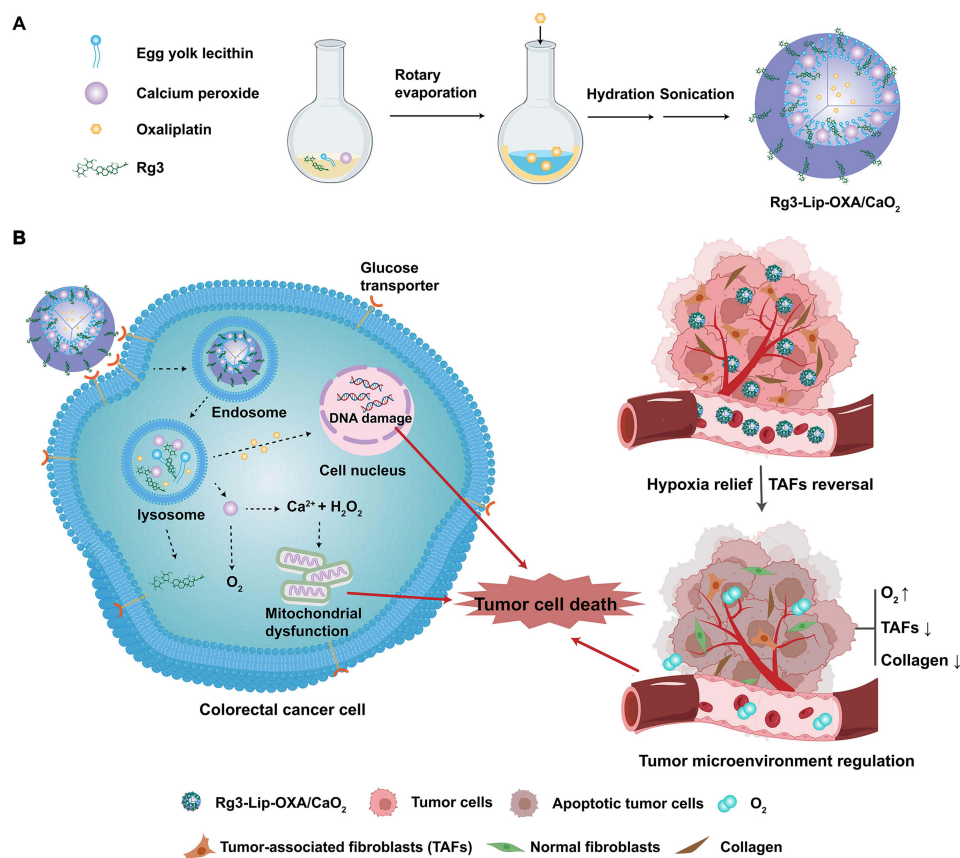 A
Egg yolk lecithin
Calcium peroxide
Oxaliplatin
Rg3
Rotary
evaporation
Hydration Sonication
Rg3-Lip-OXA/CaO₂
B
Glucose
transporter
Endosome
DNA damage
Cell nucleus
lysosome
Ca²⁺ + H₂O₂
O₂
Mitochondrial
dysfunction
Colorectal cancer cell
Tumor cell death
Hypoxia relief
TAFs reversal
O₂ ↑
TAFs ↓
Collagen ↓
Tumor microenvironment regulation
Rg3-Lip-OXA/CaO₂
Tumor cells
Apoptotic tumor cells
O₂
Tumor-associated fibroblasts (TAFs)
Normal fibroblasts
Collagen